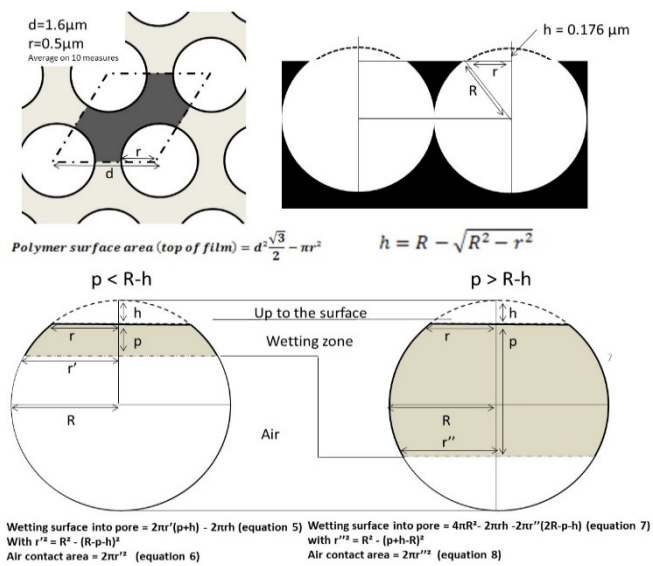 d=1.6µm
r=0.5µm
Average on 10 measures
r
d
h = 0.176 µm
r
R
Polymer surface area (top of film) = d²√3/2 − πr²
h = R − √R² − r²
p < R-h
p > R-h
h
Up to the surface
h
r
p
Wetting zone
r
p
r'
7
R
Air
R
r''
Wetting surface into pore = 2πr'(p+h) - 2πrh (equation 5)
With r'² = R² - (R-p-h)²
Air contact area = 2πr'² (equation 6)
Wetting surface into pore = 4πR²- 2πrh -2πr''(2R-p-h) (equation 7)
with r''² = R² - (p+h-R)²
Air contact area = 2πr''² (equation 8)